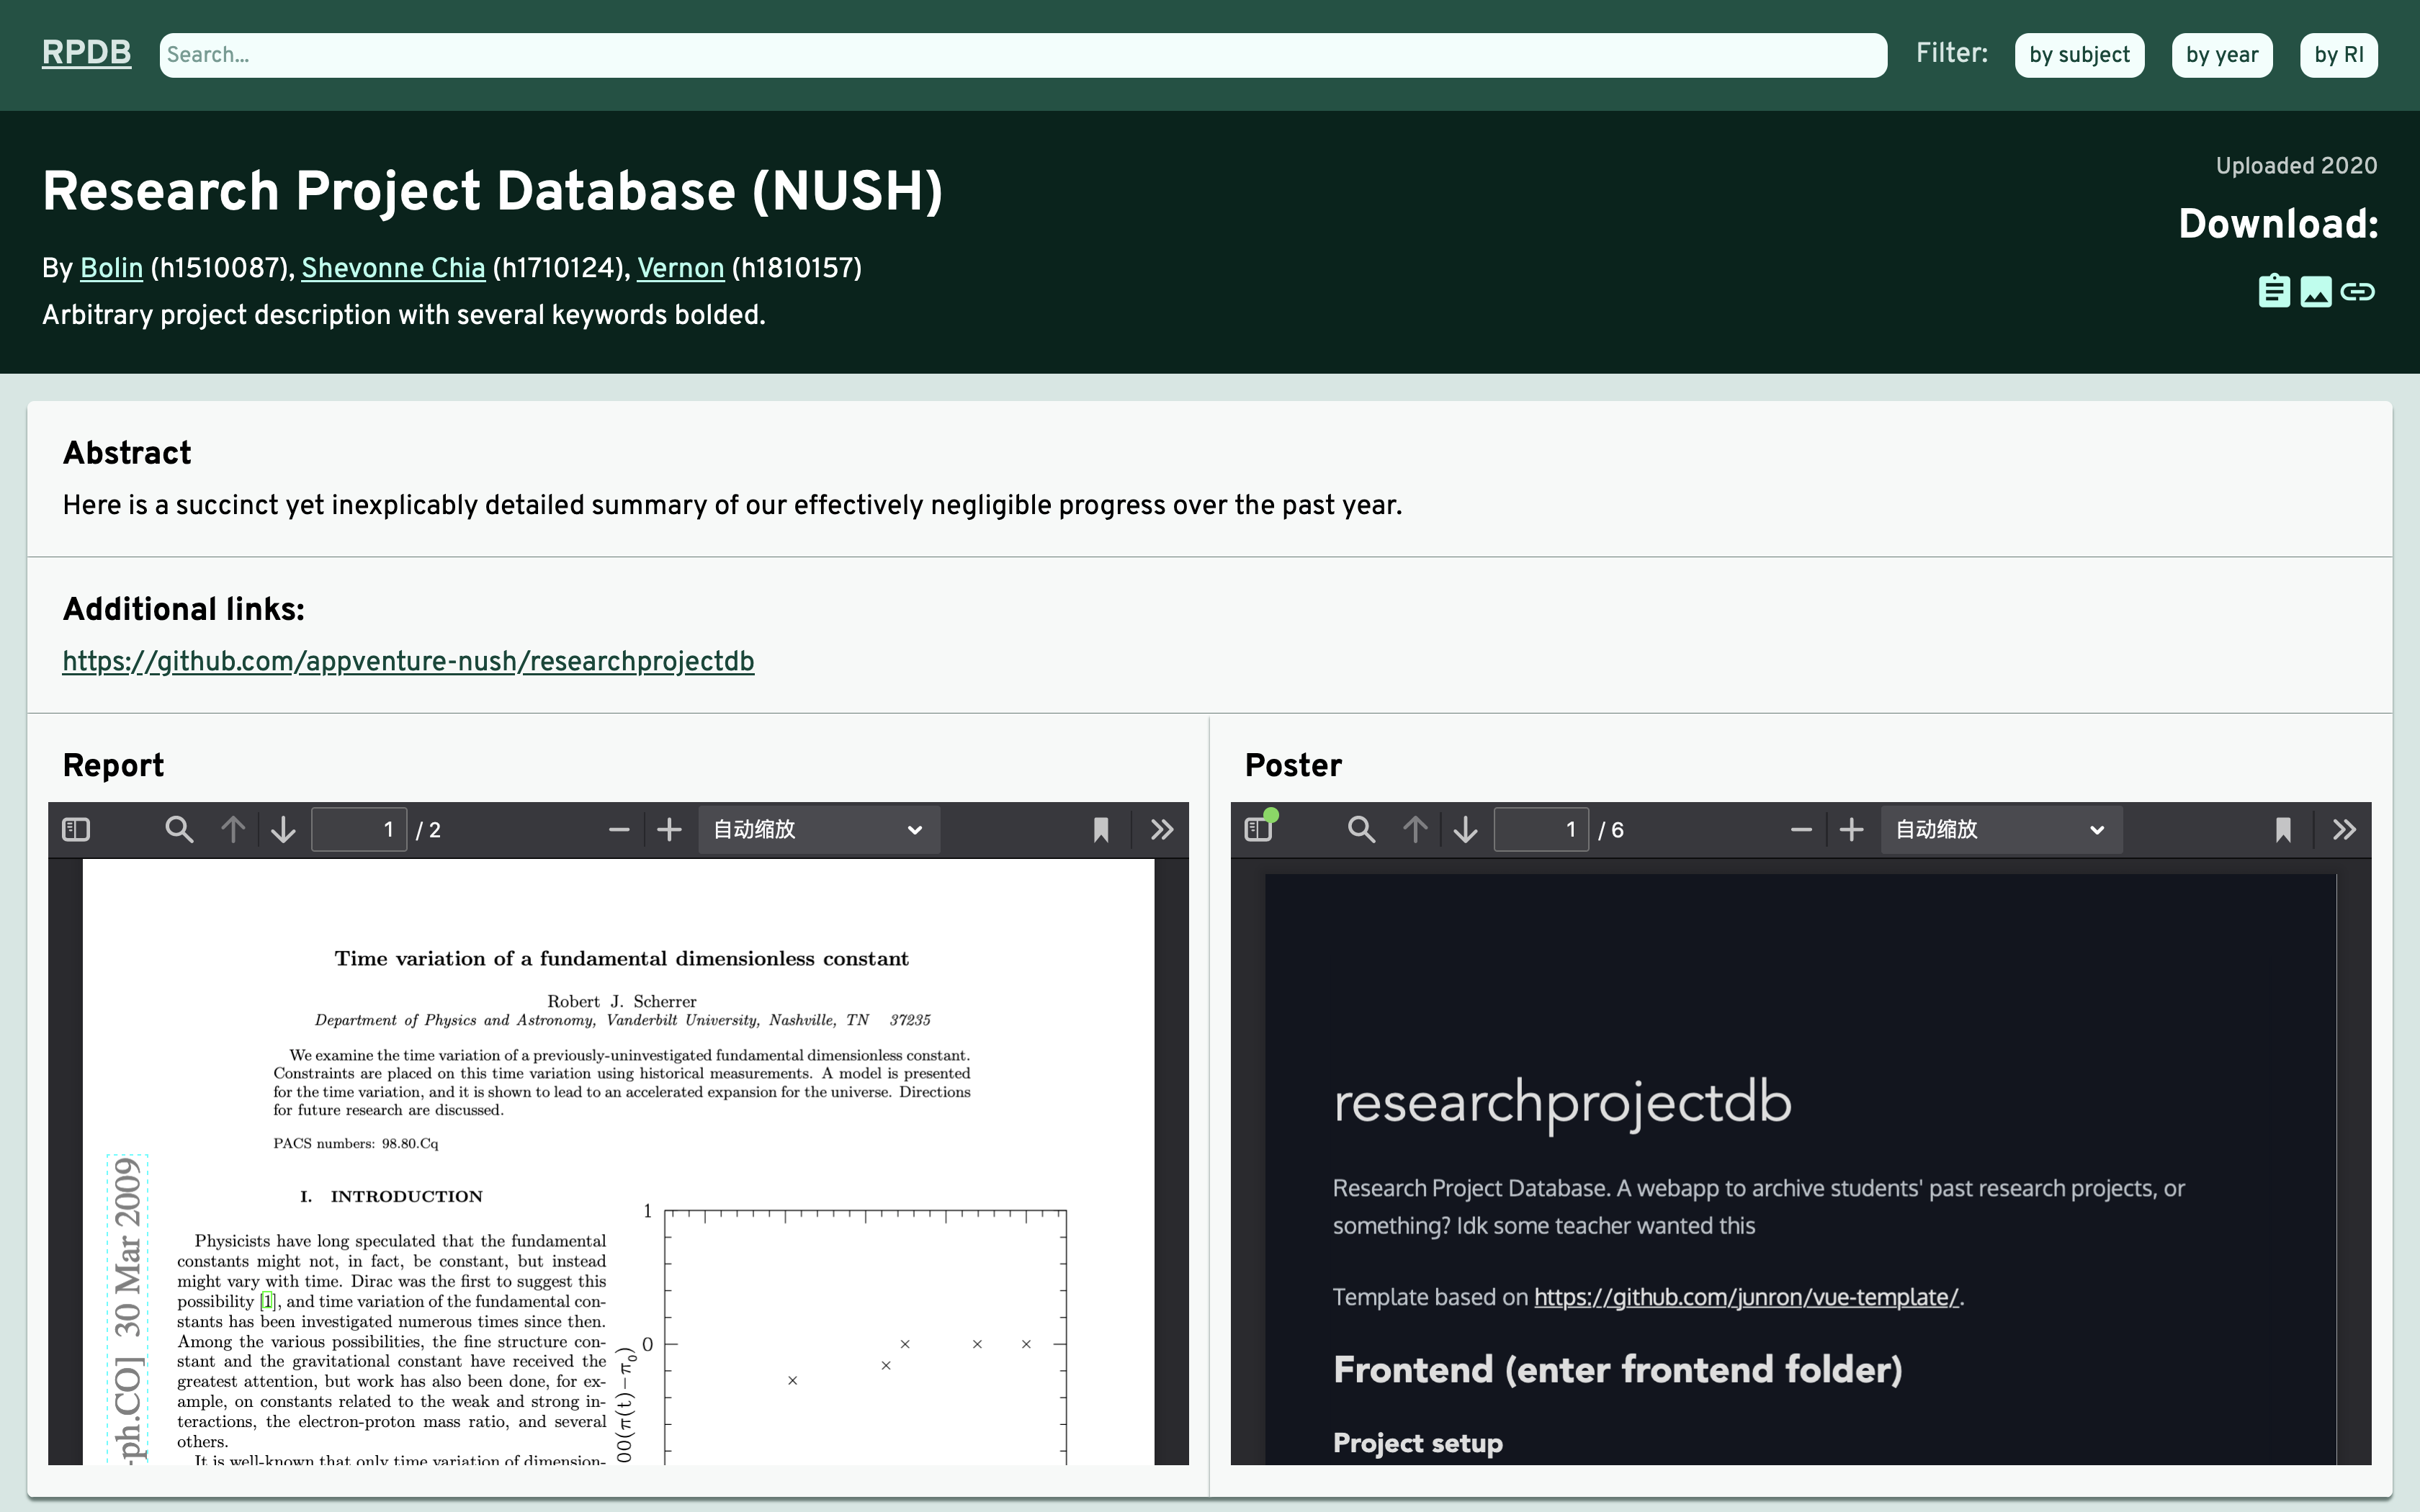 RPDB
Search...
Filter:
by subject
by year
by RI
Research Project Database (NUSH)
By Bolin (h1510087), Shevonne Chia (h1710124), Vernon (h1810157)
Arbitrary project description with several keywords bolded.
Uploaded 2020
Download:
Abstract
Here is a succinct yet inexplicably detailed summary of our effectively negligible progress over the past year.
Additional links:
https://github.com/appventure-nush/researchprojectdb
Report
1 / 2
自动缩放
Time variation of a fundamental dimensionless constant
Robert J. Scherrer
Department of Physics and Astronomy, Vanderbilt University, Nashville, TN 37235
We examine the time variation of a previously-uninvestigated fundamental dimensionless constant.
Constraints are placed on this time variation using historical measurements. A model is presented
for the time variation, and it is shown to lead to an accelerated expansion for the universe. Directions
for future research are discussed.
PACS numbers: 98.80.Cq
-ph.CO] 30 Mar 2009
I. INTRODUCTION
Physicists have long speculated that the fundamental
constants might not, in fact, be constant, but instead
might vary with time. Dirac was the first to suggest this
possibility [1], and time variation of the fundamental con-
stants has been investigated numerous times since then.
Among the various possibilities, the fine structure con-
stant and the gravitational constant have received the
greatest attention, but work has also been done, for ex-
ample, on constants related to the weak and strong in-
teractions, the electron-proton mass ratio, and several
others.
It is well-known that only time variation of dimension-
1
0
00(π(t)−π₀)
Poster
1 / 6
自动缩放
researchprojectdb
Research Project Database. A webapp to archive students' past research projects, or
something? Idk some teacher wanted this
Template based on https://github.com/junron/vue-template/.
Frontend (enter frontend folder)
Project setup